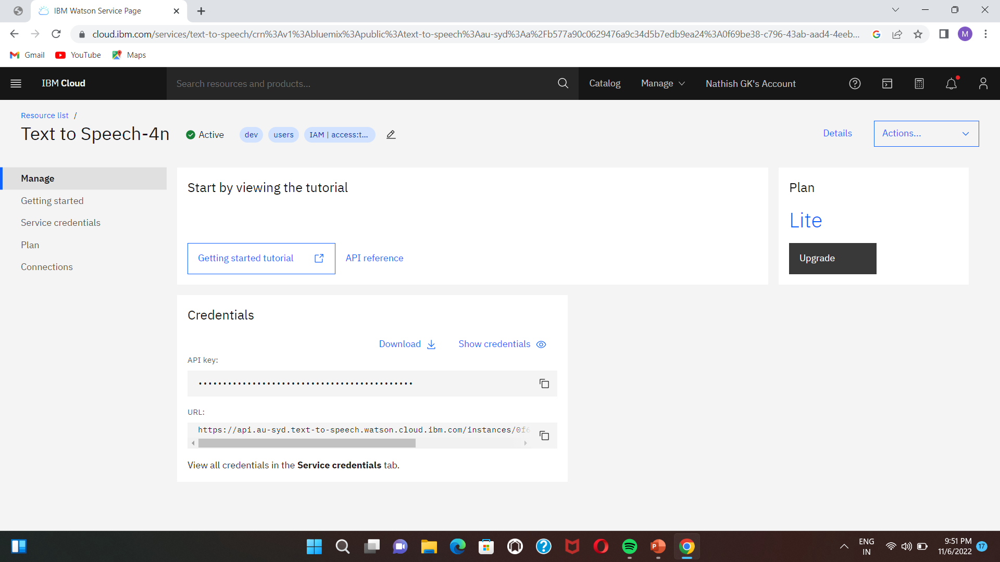 IBM Watson Service Page
cloud.ibm.com/services/text-to-speech/crn%3Av1%3Abluemix%3Apublic%3Atext-to-speech%3Aau-syd%3Aa%2Fb577a90c0629476a9c34d5b7edb9ea24%3A0f69be38-c796-43ab-aad4-4eeb...
M
Gmail
YouTube
Maps
IBM Cloud
Search resources and products...
Catalog
Manage
Nathish GK's Account
Resource list /
Text to Speech-4n
Active
dev
users
IAM | access:t...
Details
Actions...
Manage
Getting started
Service credentials
Plan
Connections
Start by viewing the tutorial
Getting started tutorial
API reference
Plan
Lite
Upgrade
Credentials
Download
Show credentials
API key:
••••••••••••••••••••••••••••••••••••••••••••
URL:
https://api.au-syd.text-to-speech.watson.cloud.ibm.com/instances/0f6
View all credentials in the Service credentials tab.
ENG
IN
9:51 PM
11/6/2022
17